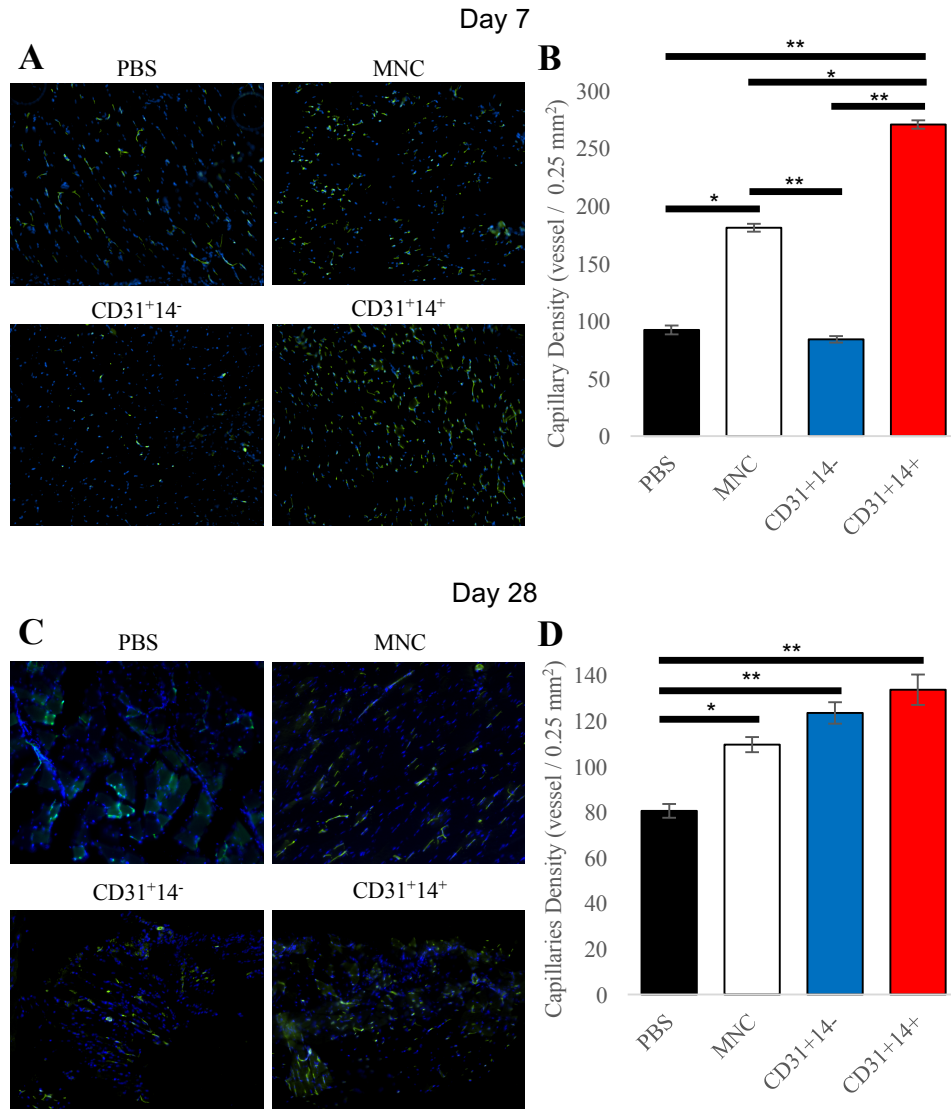 Day 7
A
PBS
MNC
CD31⁺14⁻
CD31⁺14⁺
B
**
*
**
**
*
Capillary Density (vessel / 0.25 mm²)
300
250
200
150
100
50
0
PBS
MNC
CD31+14-
CD31+14+
Day 28
C
PBS
MNC
CD31⁺14⁻
CD31⁺14⁺
D
**
**
*
Capillaries Density (vessel / 0.25 mm²)
140
120
100
80
60
40
20
0
PBS
MNC
CD31+14-
CD31+14+